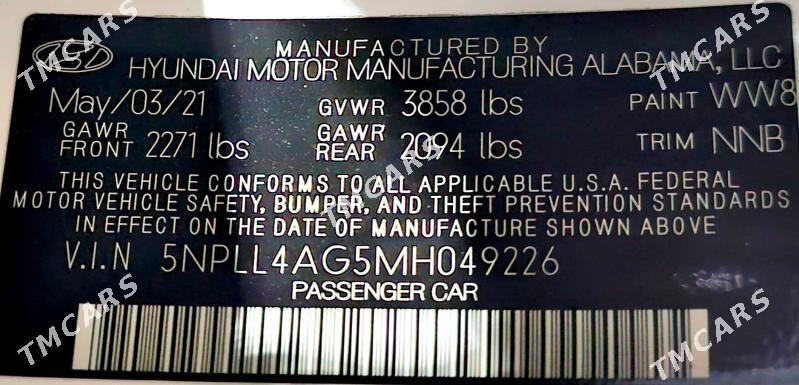 MANUFACTURED BY
HYUNDAI MOTOR MANUFACTURING ALABAMA, LLC
May/03/21 GVWR 3858 lbs PAINT WW8
GAWR FRONT 2271 lbs GAWR REAR 2094 lbs TRIM NNB
THIS VEHICLE CONFORMS TO ALL APPLICABLE U.S.A. FEDERAL
MOTOR VEHICLE SAFETY, BUMPER, AND THEFT PREVENTION STANDARDS
IN EFFECT ON THE DATE OF MANUFACTURE SHOWN ABOVE
V.I.N 5NPLL4AG5MH049226
PASSENGER CAR
TMCARS
TMCARS
TMCARS
TMCARS
TMCARS